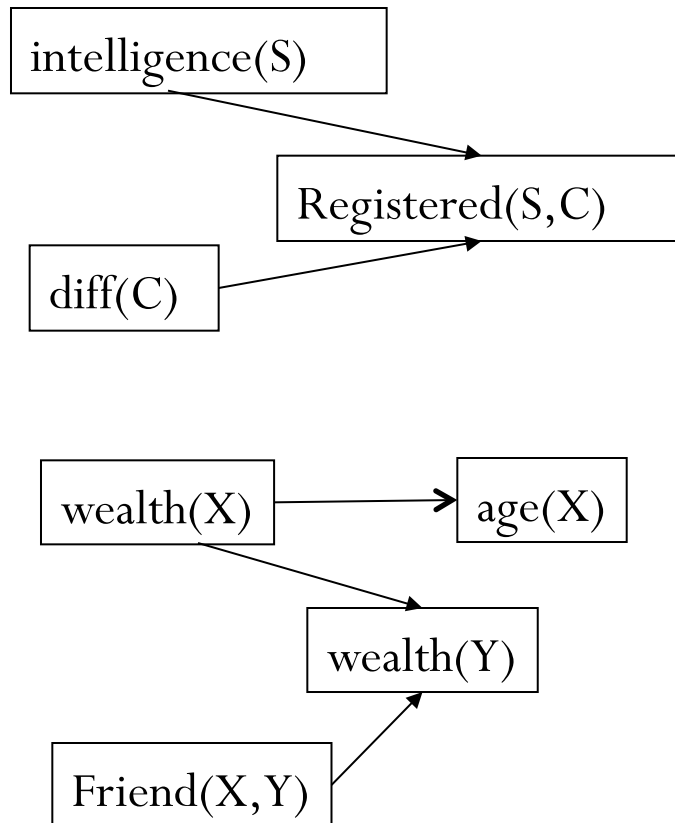 intelligence(S)
Registered(S,C)
diff(C)
wealth(X)
age(X)
wealth(Y)
Friend(X,Y)